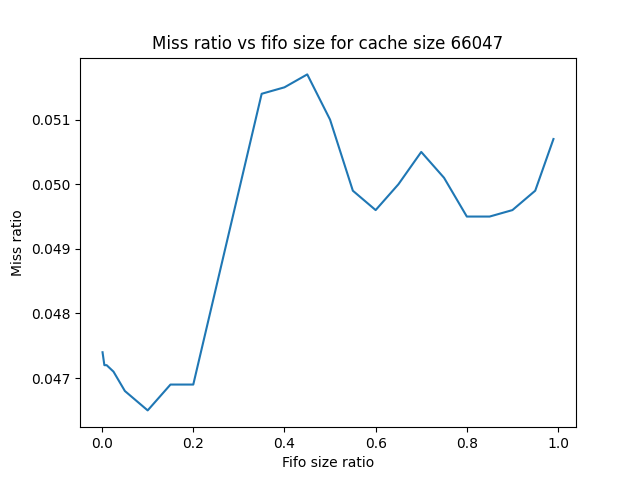 Miss ratio vs fifo size for cache size 66047
0.051
0.050
0.049
0.048
0.047
Miss ratio
0.0 0.2 0.4 0.6 0.8 1.0
Fifo size ratio